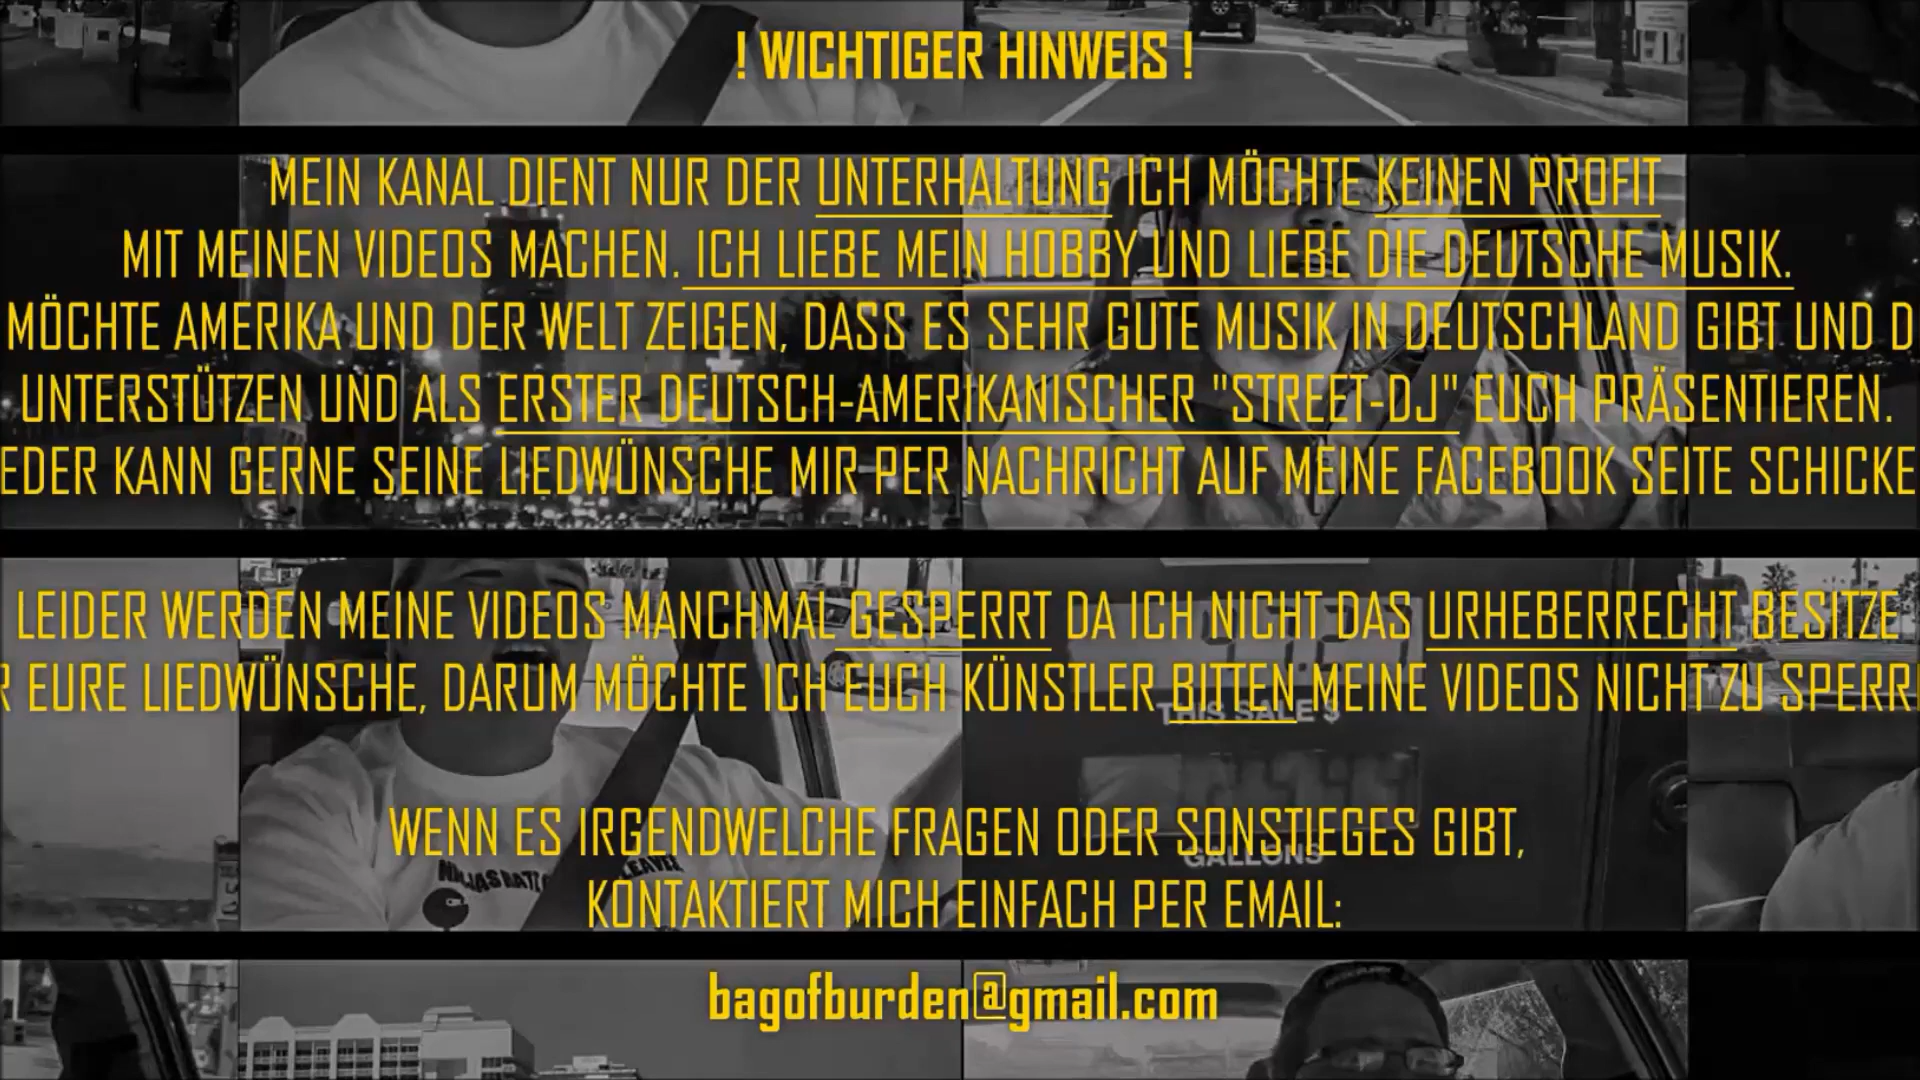 ! WICHTIGER HINWEIS !
MEIN KANAL DIENT NUR DER UNTERHALTUNG ICH MÖCHTE KEINEN PROFIT
MIT MEINEN VIDEOS MACHEN. ICH LIEBE MEIN HOBBY UND LIEBE DIE DEUTSCHE MUSIK.
MÖCHTE AMERIKA UND DER WELT ZEIGEN, DASS ES SEHR GUTE MUSIK IN DEUTSCHLAND GIBT UND D
UNTERSTÜTZEN UND ALS ERSTER DEUTSCH-AMERIKANISCHER "STREET-DJ" EUCH PRÄSENTIEREN.
EDER KANN GERNE SEINE LIEDWÜNSCHE MIR PER NACHRICHT AUF MEINE FACEBOOK SEITE SCHICKE
LEIDER WERDEN MEINE VIDEOS MANCHMAL GESPERRT DA ICH NICHT DAS URHEBERRECHT BESITZE
R EURE LIEDWÜNSCHE, DARUM MÖCHTE ICH EUCH KÜNSTLER BITTEN MEINE VIDEOS NICHT ZU SPERR
THIS SALE $
WENN ES IRGENDWELCHE FRAGEN ODER SONSTIEGES GIBT,
GALLONS
KONTAKTIERT MICH EINFACH PER EMAIL:
bagofburden@gmail.com